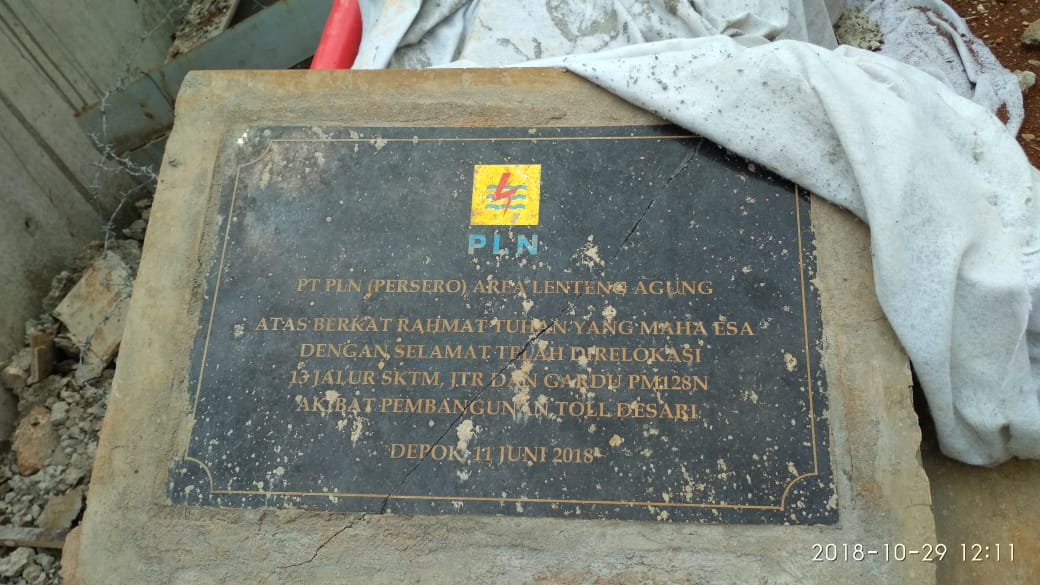 PLN
PT PLN (PERSERO) AREA LENTENG AGUNG
ATAS BERKAT RAHMAT TUHAN YANG MAHA ESA
DENGAN SELAMAT TELAH DIRELOKASI
13 JALUR SKTM, JTR DAN GARDU PM128N
AKIBAT PEMBANGUNAN TOLL DESARI
DEPOK, 11 JUNI 2018
2018-10-29 12:11